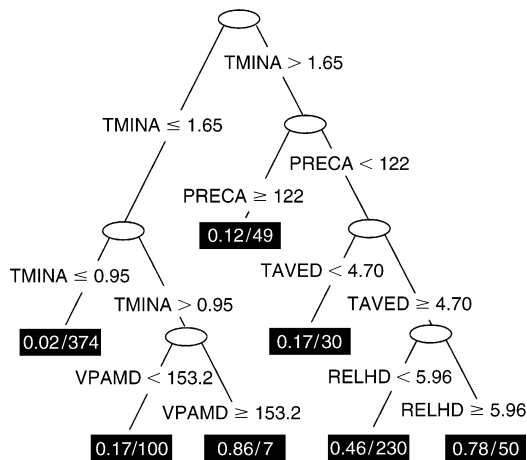 TMINA > 1.65
TMINA ≤ 1.65
PRECA < 122
PRECA ≥ 122
0.12/49
TMINA ≤ 0.95
TAVED < 4.70
TMINA > 0.95
TAVED ≥ 4.70
0.02/374
0.17/30
VPAMD < 153.2
RELHD < 5.96
VPAMD ≥ 153.2
RELHD ≥ 5.96
0.17/100
0.86/7
0.46/230
0.78/50